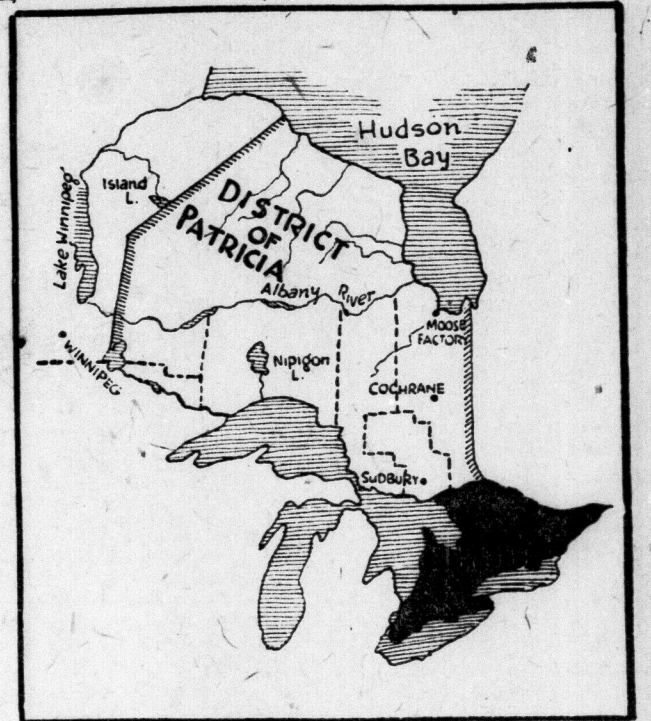 Hudson
Bay
Island
L.
Lake Winnipeg
DISTRICT
OF
PATRICIA
Albany River
MOOSE
FACTORY
WINNIPEG
Nipigon
L.
COCHRANE
SUDBURY